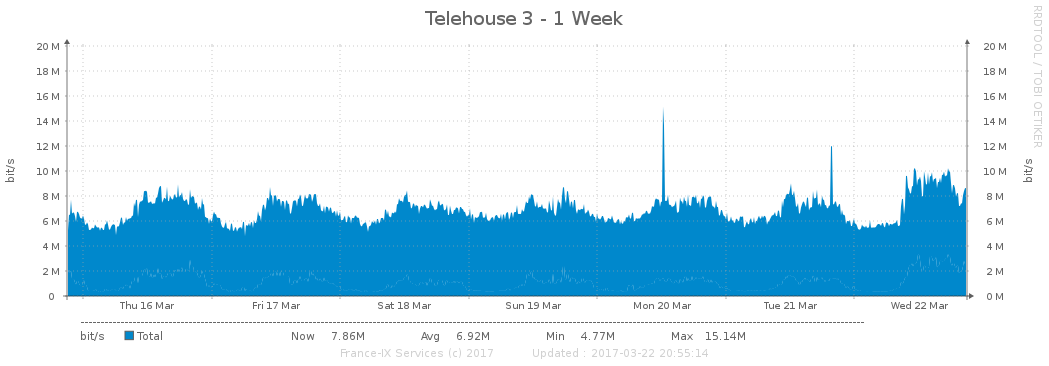 Telehouse 3 - 1 Week
RRDTOOL / TOBI OETIKER
20 M 20 M
18 M 18 M
16 M 16 M
14 M 14 M
12 M 12 M
10 M 10 M
8 M 8 M
6 M 6 M
4 M 4 M
2 M 2 M
0 0 M
bit/s
bit/s
Thu 16 Mar Fri 17 Mar Sat 18 Mar Sun 19 Mar Mon 20 Mar Tue 21 Mar Wed 22 Mar
bit/s Total Now 7.86M Avg 6.92M Min 4.77M Max 15.14M
France-IX Services (c) 2017 Updated : 2017-03-22 20:55:14